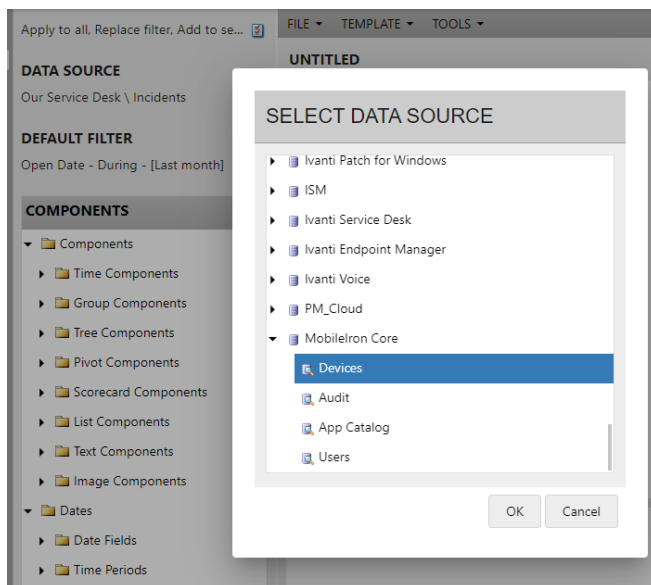 Apply to all, Replace filter, Add to se...
DATA SOURCE
Our Service Desk \ Incidents
DEFAULT FILTER
Open Date - During - [Last month]
COMPONENTS
Components
Time Components
Group Components
Tree Components
Pivot Components
Scorecard Components
List Components
Text Components
Image Components
Dates
Date Fields
Time Periods
FILE
TEMPLATE
TOOLS
UNTITLED
SELECT DATA SOURCE
Ivanti Patch for Windows
ISM
Ivanti Service Desk
Ivanti Endpoint Manager
Ivanti Voice
PM_Cloud
MobileIron Core
Devices
Audit
App Catalog
Users
OK
Cancel